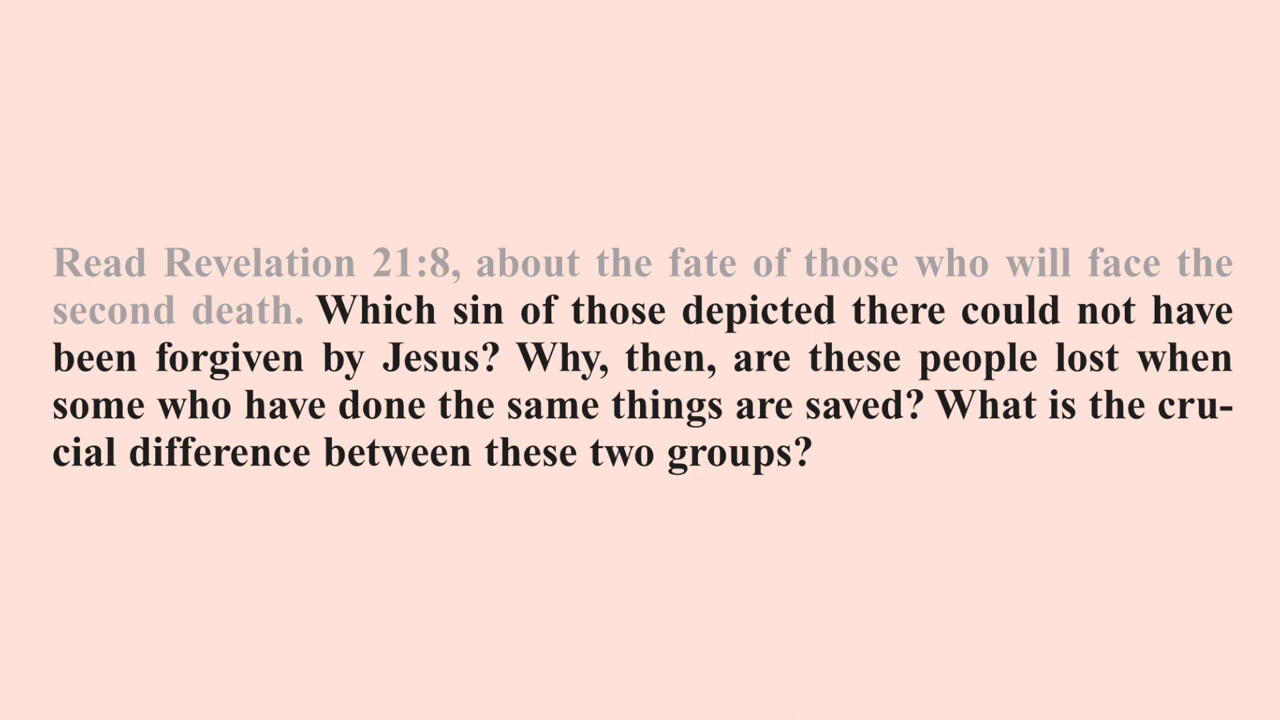 Read Revelation 21:8, about the fate of those who will face the
second death. Which sin of those depicted there could not have
been forgiven by Jesus? Why, then, are these people lost when
some who have done the same things are saved? What is the cru-
cial difference between these two groups?